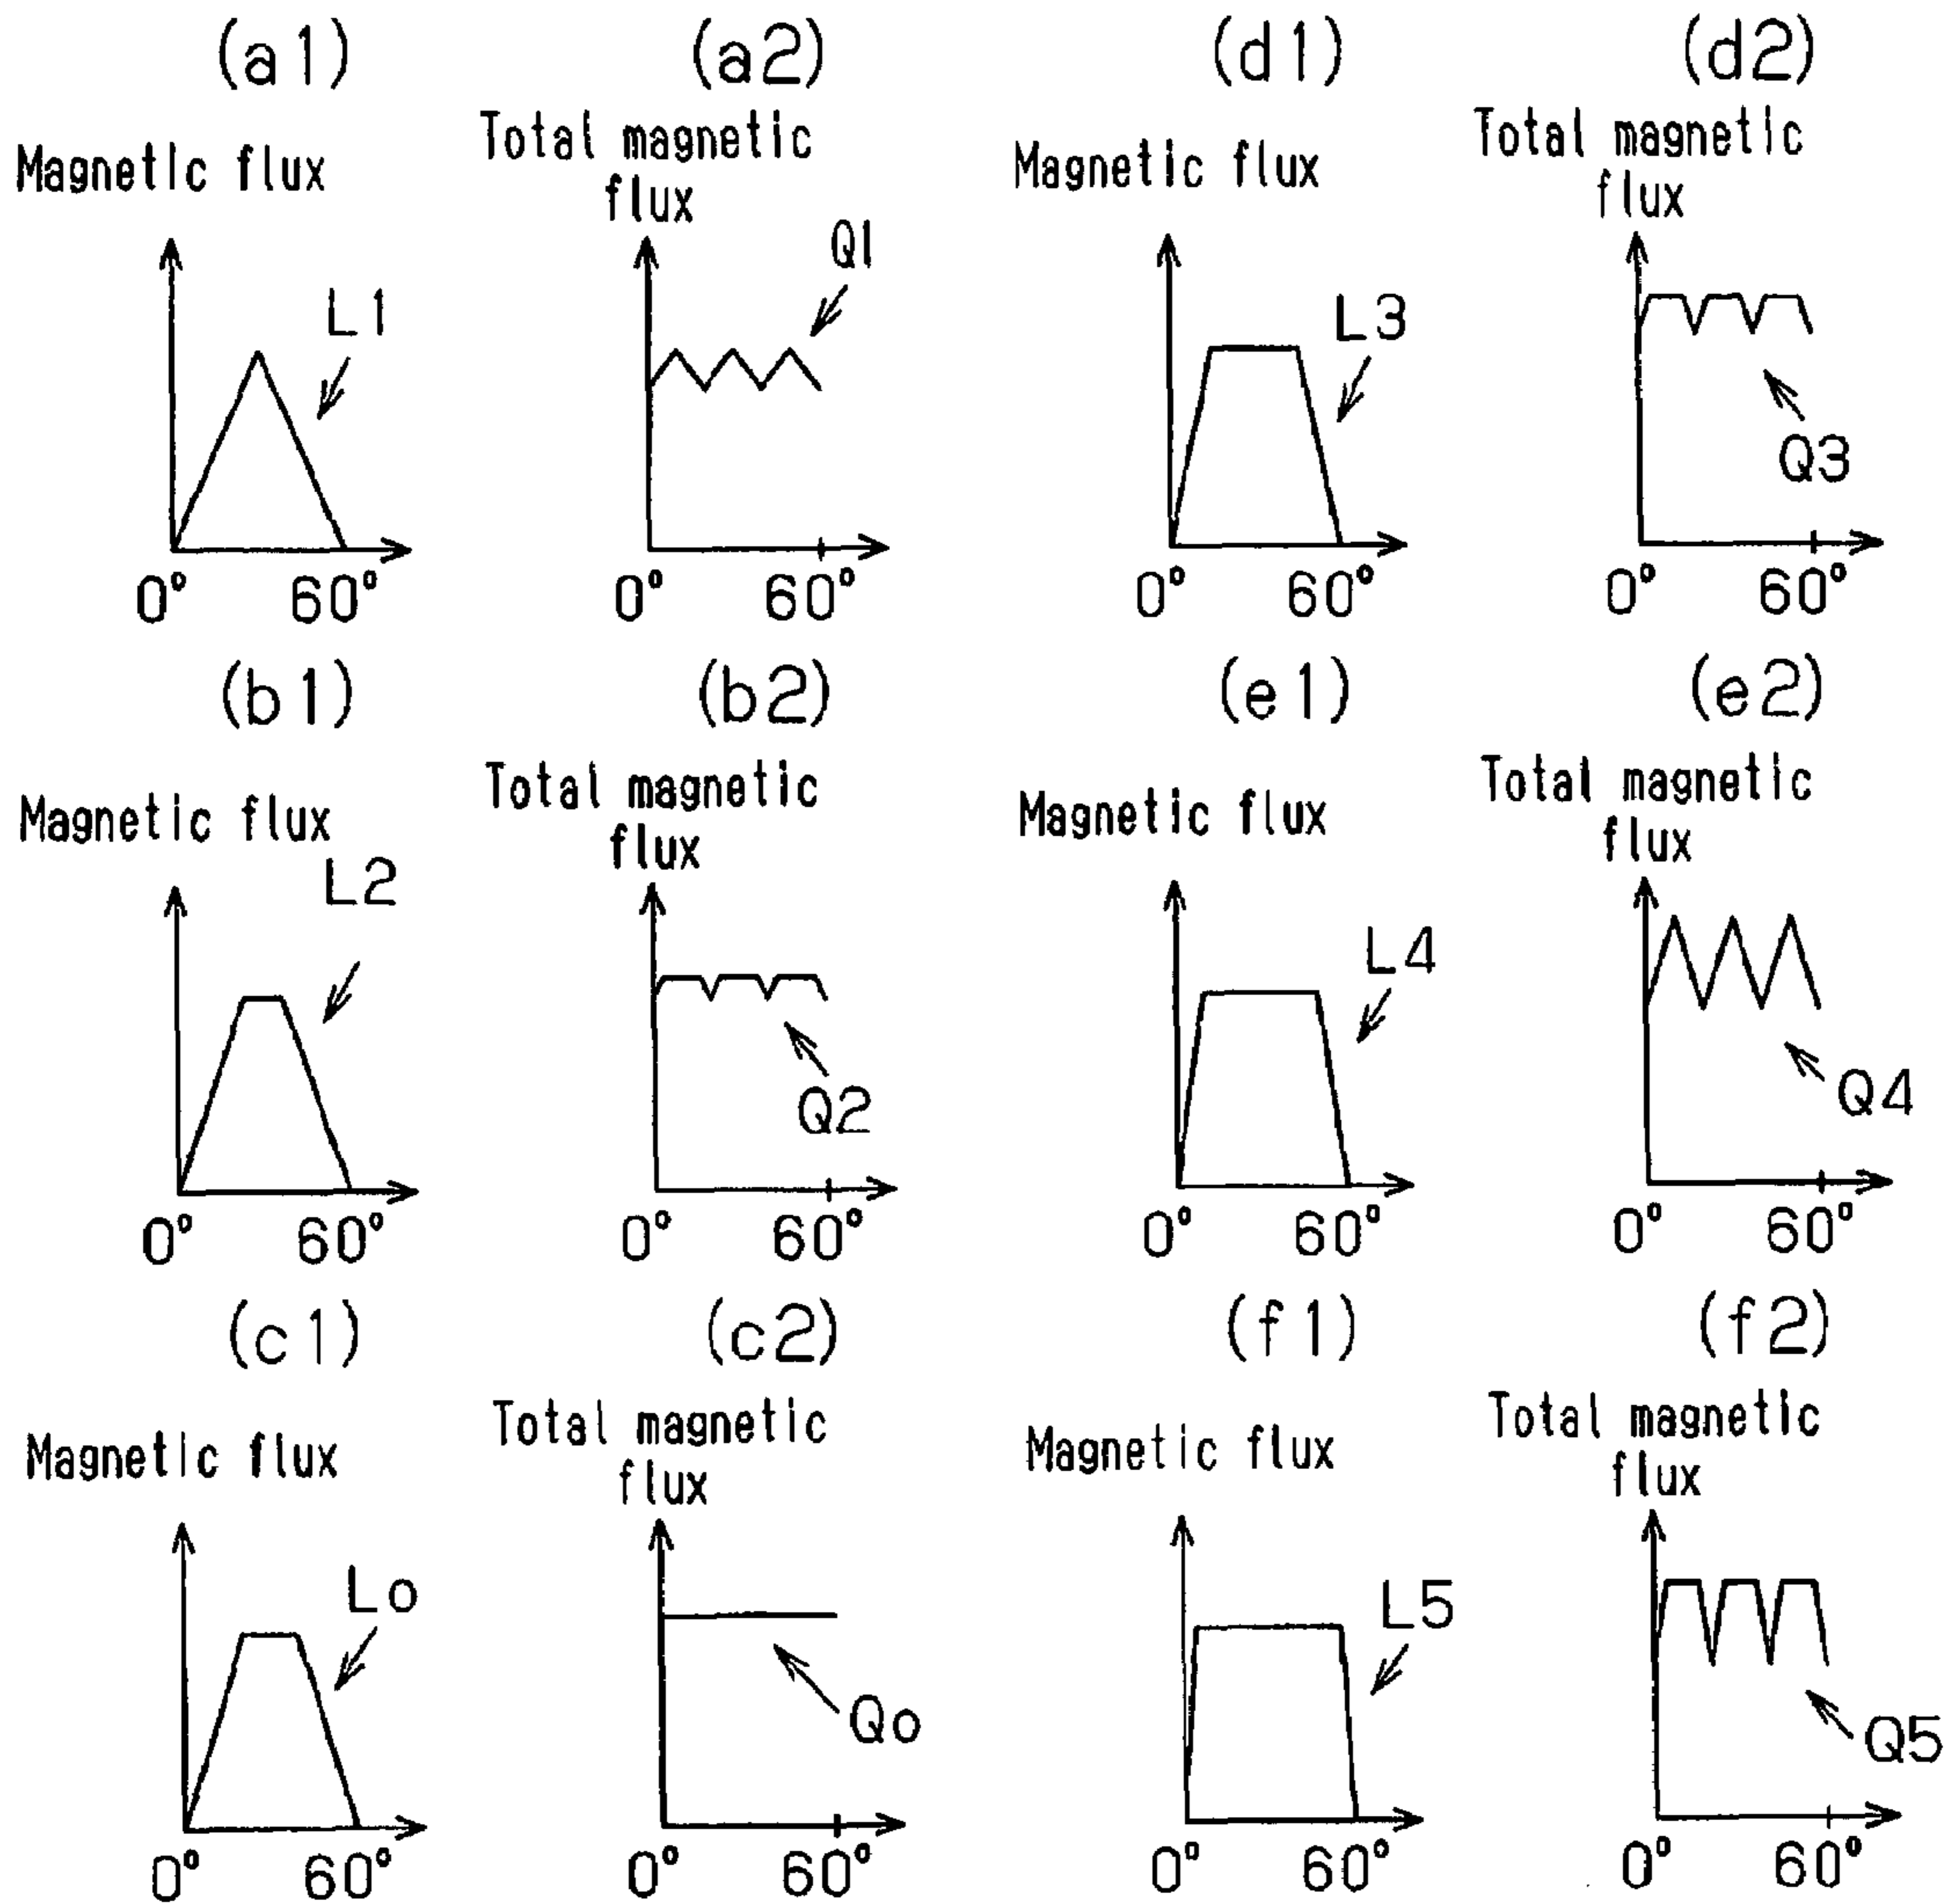 (a1)
Magnetic flux
L1
0° 60°
(a2)
Total magnetic
flux
Q1
0° 60°
(b1)
Magnetic flux
L2
0° 60°
(b2)
Total magnetic
flux
Q2
0° 60°
(c1)
Magnetic flux
Lo
0° 60°
(c2)
Total magnetic
flux
Qo
0° 60°
(d1)
Magnetic flux
L3
0° 60°
(d2)
Total magnetic
flux
Q3
0° 60°
(e1)
Magnetic flux
L4
0° 60°
(e2)
Total magnetic
flux
Q4
0° 60°
(f1)
Magnetic flux
L5
0° 60°
(f2)
Total magnetic
flux
Q5
0° 60°